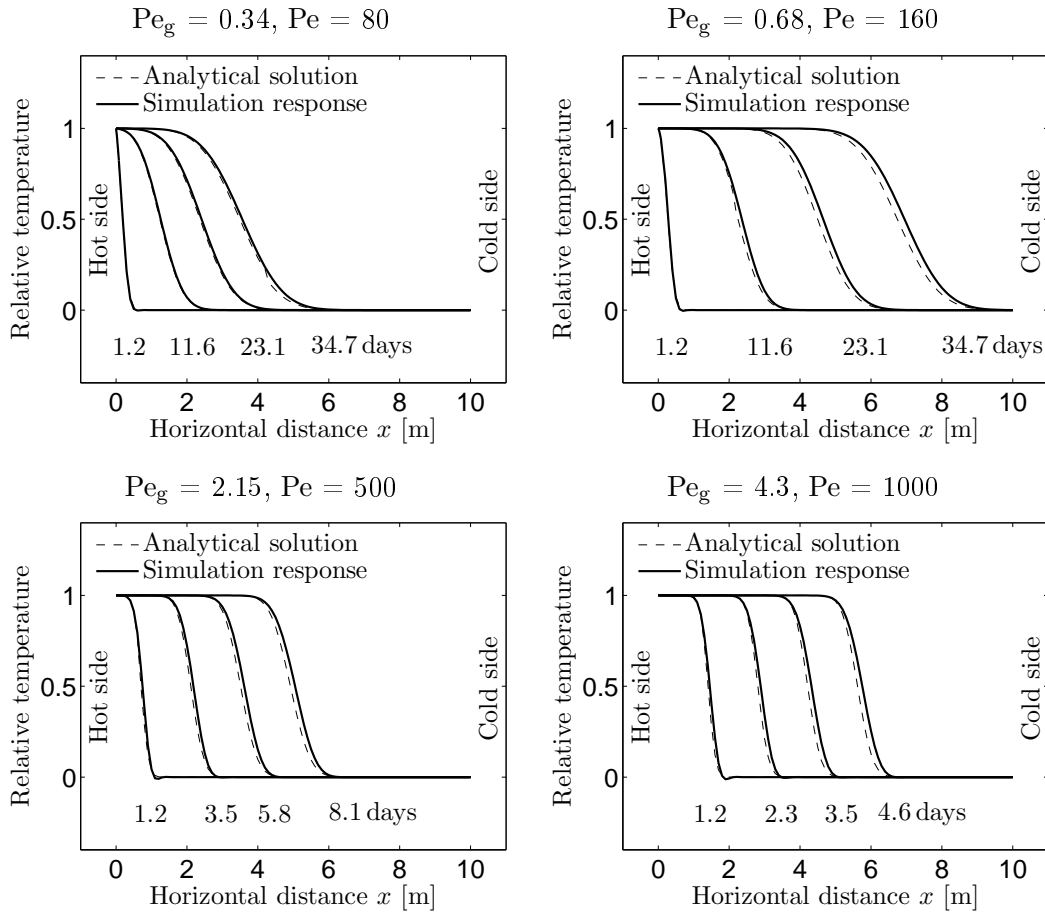 Pe_g = 0.34, Pe = 80
Analytical solution
Simulation response
Relative temperature
1
0.5
0
Hot side
Cold side
1.2 11.6 23.1 34.7 days
0 2 4 6 8 10
Horizontal distance x [m]
Pe_g = 0.68, Pe = 160
Analytical solution
Simulation response
Relative temperature
1
0.5
0
Hot side
Cold side
1.2 11.6 23.1 34.7 days
0 2 4 6 8 10
Horizontal distance x [m]
Pe_g = 2.15, Pe = 500
Analytical solution
Simulation response
Relative temperature
1
0.5
0
Hot side
Cold side
1.2 3.5 5.8 8.1 days
0 2 4 6 8 10
Horizontal distance x [m]
Pe_g = 4.3, Pe = 1000
Analytical solution
Simulation response
Relative temperature
1
0.5
0
Hot side
Cold side
1.2 2.3 3.5 4.6 days
0 2 4 6 8 10
Horizontal distance x [m]